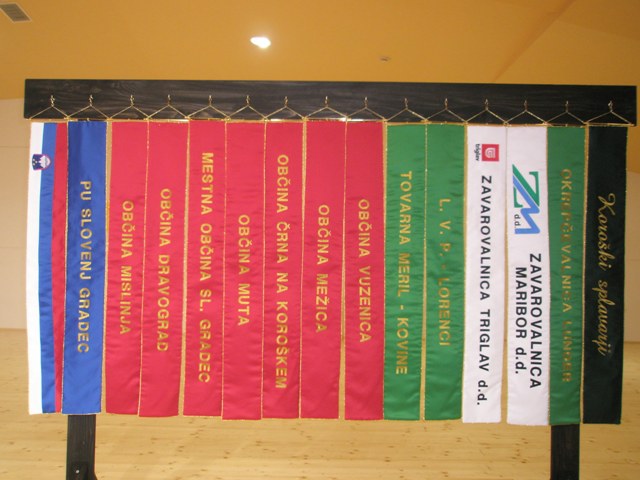 PU SLOVENJ GRADEC
OBČINA MISLINJA
OBČINA DRAVOGRAD
MESTNA OBČINA SL. GRADEC
OBČINA MUTA
OBČINA ČRNA NA KOROŠKEM
OBČINA MEŽICA
OBČINA VUZENICA
TOVARNA MERIL - KOVINE
L. V. P.
triglav
ZAVAROVALNICA TRIGLAV d.d.
ZM d.d.
ZAVAROVALNICA
MARIBOR d.d.
Koroški splavarji